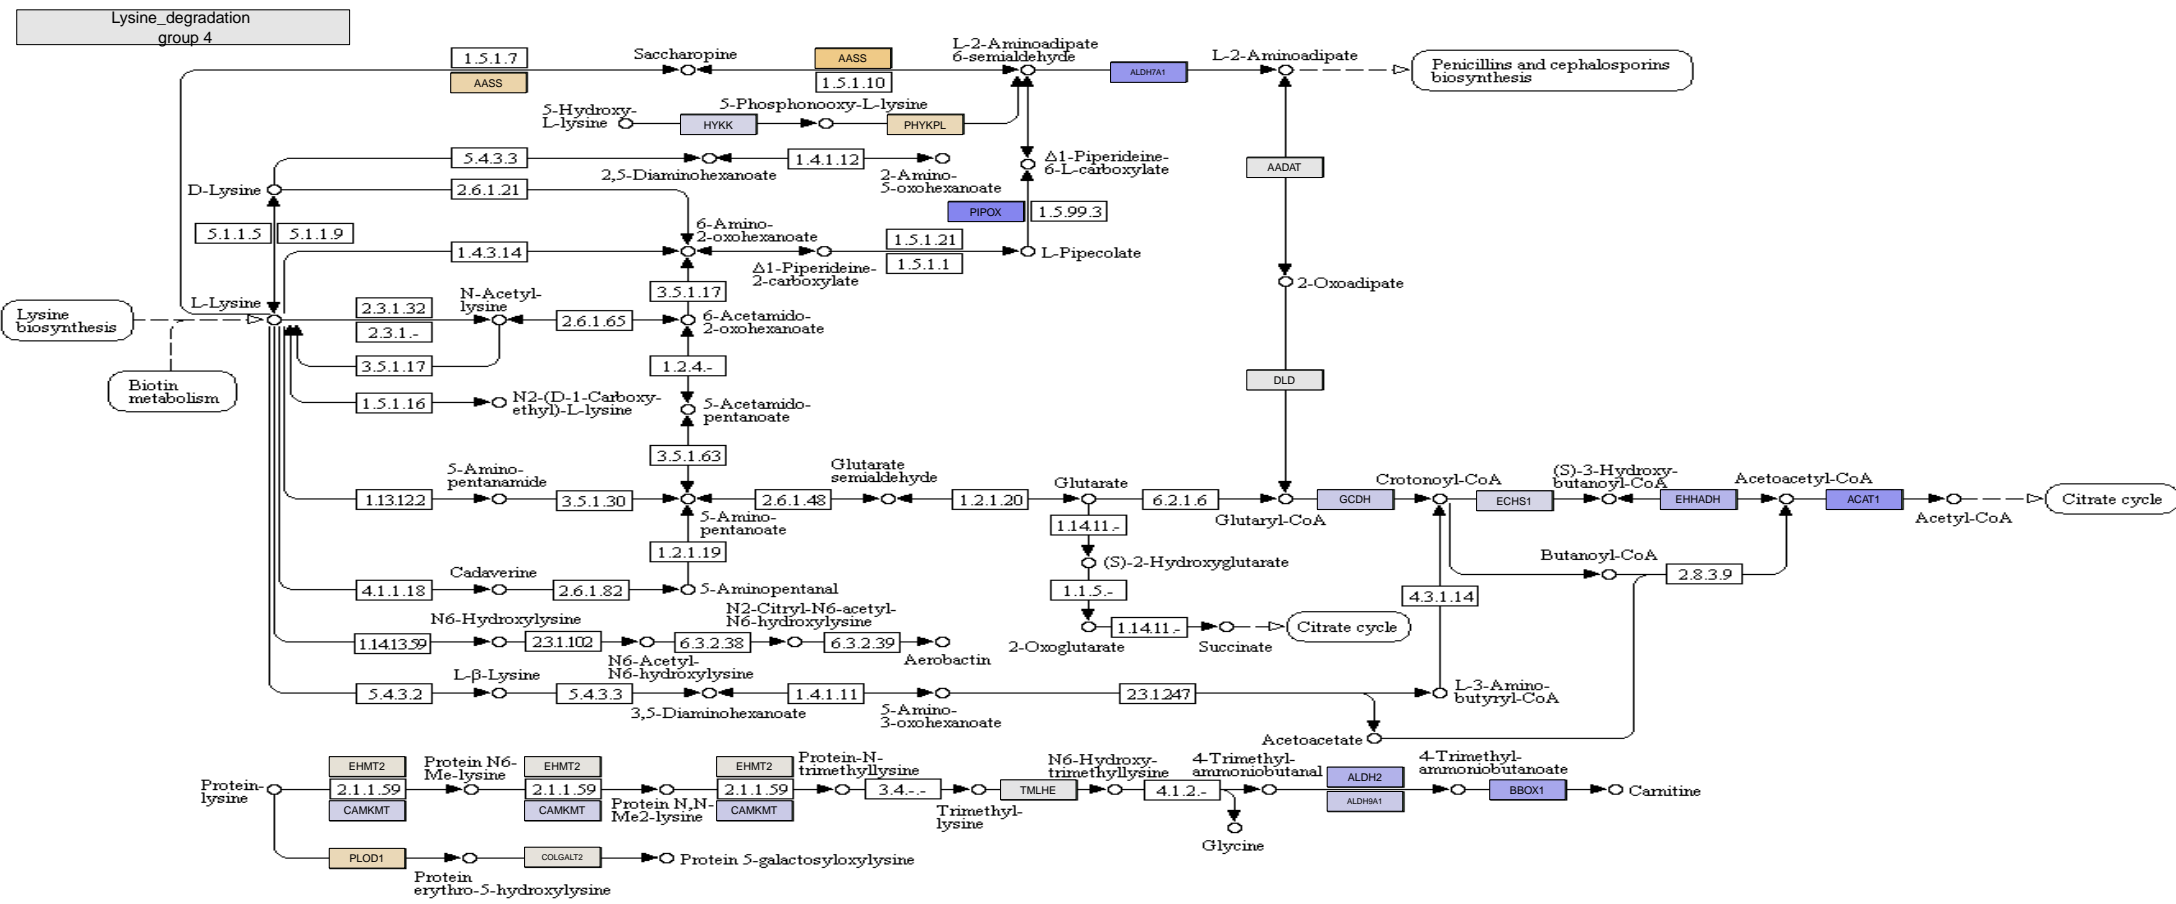 Lysine_degradation
group 4
1.5.1.7
AASS
Saccharopine
AASS
1.5.1.10
L-2-Aminoadipate
6-semialdehyde
ALDH7A1
L-2-Aminoadipate
Penicillins and cephalosporins
biosynthesis
5-Hydroxy-
L-lysine
HYKK
5-Phosphonooxy-L-lysine
PHYKPL
5.4.3.3
2,5-Diaminohexanoate
1.4.1.12
2-Amino-
5-oxohexanoate
Δ1-Piperideine-
6-L-carboxylate
AADAT
D-Lysine
2.6.1.21
PIPOX
1.5.99.3
5.1.1.5
5.1.1.9
6-Amino-
2-oxohexanoate
1.4.3.14
Δ1-Piperideine-
2-carboxylate
1.5.1.21
1.5.1.1
L-Pipecolate
2-Oxoadipate
L-Lysine
Lysine
biosynthesis
2.3.1.32
2.3.1.-
N-Acetyl-
lysine
2.6.1.65
3.5.1.17
6-Acetamido-
2-oxohexanoate
3.5.1.17
1.2.4.-
Biotin
metabolism
1.5.1.16
N2-(D-1-Carboxy-
ethyl)-L-lysine
5-Acetamido-
pentanoate
DLD
3.5.1.63
1.13.12.2
5-Amino-
pentanamide
3.5.1.30
5-Amino-
pentanoate
2.6.1.48
Glutarate
semialdehyde
1.2.1.20
Glutarate
6.2.1.6
Glutaryl-CoA
GCDH
Crotonoyl-CoA
ECHS1
(S)-3-Hydroxy-
butanoyl-CoA
EHHADH
Acetoacetyl-CoA
ACAT1
Acetyl-CoA
Citrate cycle
1.14.11.-
1.2.1.19
(S)-2-Hydroxyglutarate
Butanoyl-CoA
2.8.3.9
4.1.1.18
Cadaverine
2.6.1.82
5-Aminopentanal
1.1.5.-
4.3.1.14
1.14.13.59
N6-Hydroxylysine
2.3.1.102
N6-Acetyl-
N6-hydroxylysine
6.3.2.38
N2-Citryl-N6-acetyl-
N6-hydroxylysine
6.3.2.39
Aerobactin
2-Oxoglutarate
1.14.11.-
Succinate
Citrate cycle
5.4.3.2
L-β-Lysine
5.4.3.3
3,5-Diaminohexanoate
1.4.1.11
5-Amino-
3-oxohexanoate
2.3.1.247
L-3-Amino-
butyryl-CoA
Acetoacetate
Protein-
lysine
EHMT2
2.1.1.59
CAMKMT
Protein N6-
Me-lysine
EHMT2
2.1.1.59
CAMKMT
Protein N,N-
Me2-lysine
EHMT2
2.1.1.59
CAMKMT
Protein-N-
trimethyllysine
3.4.-.-
Trimethyl-
lysine
TMLHE
N6-Hydroxy-
trimethyllysine
4.1.2.-
Glycine
4-Trimethyl-
ammoniobutanal
ALDH2
ALDH9A1
4-Trimethyl-
ammoniobutanoate
BBOX1
Carnitine
PLOD1
Protein
erythro-5-hydroxylysine
COLGALT2
Protein 5-galactosyloxylysine